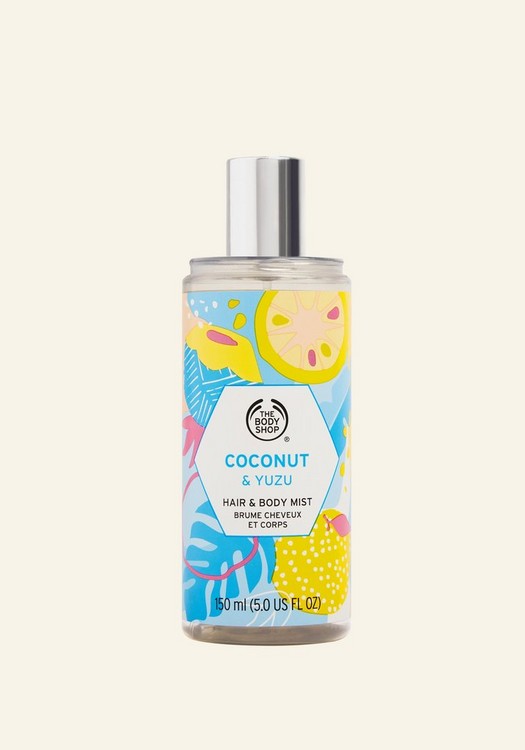 THE
BODY
SHOP
®
COCONUT
& YUZU
HAIR & BODY MIST
BRUME CHEVEUX
ET CORPS
150 ml (5.0 US FL OZ)